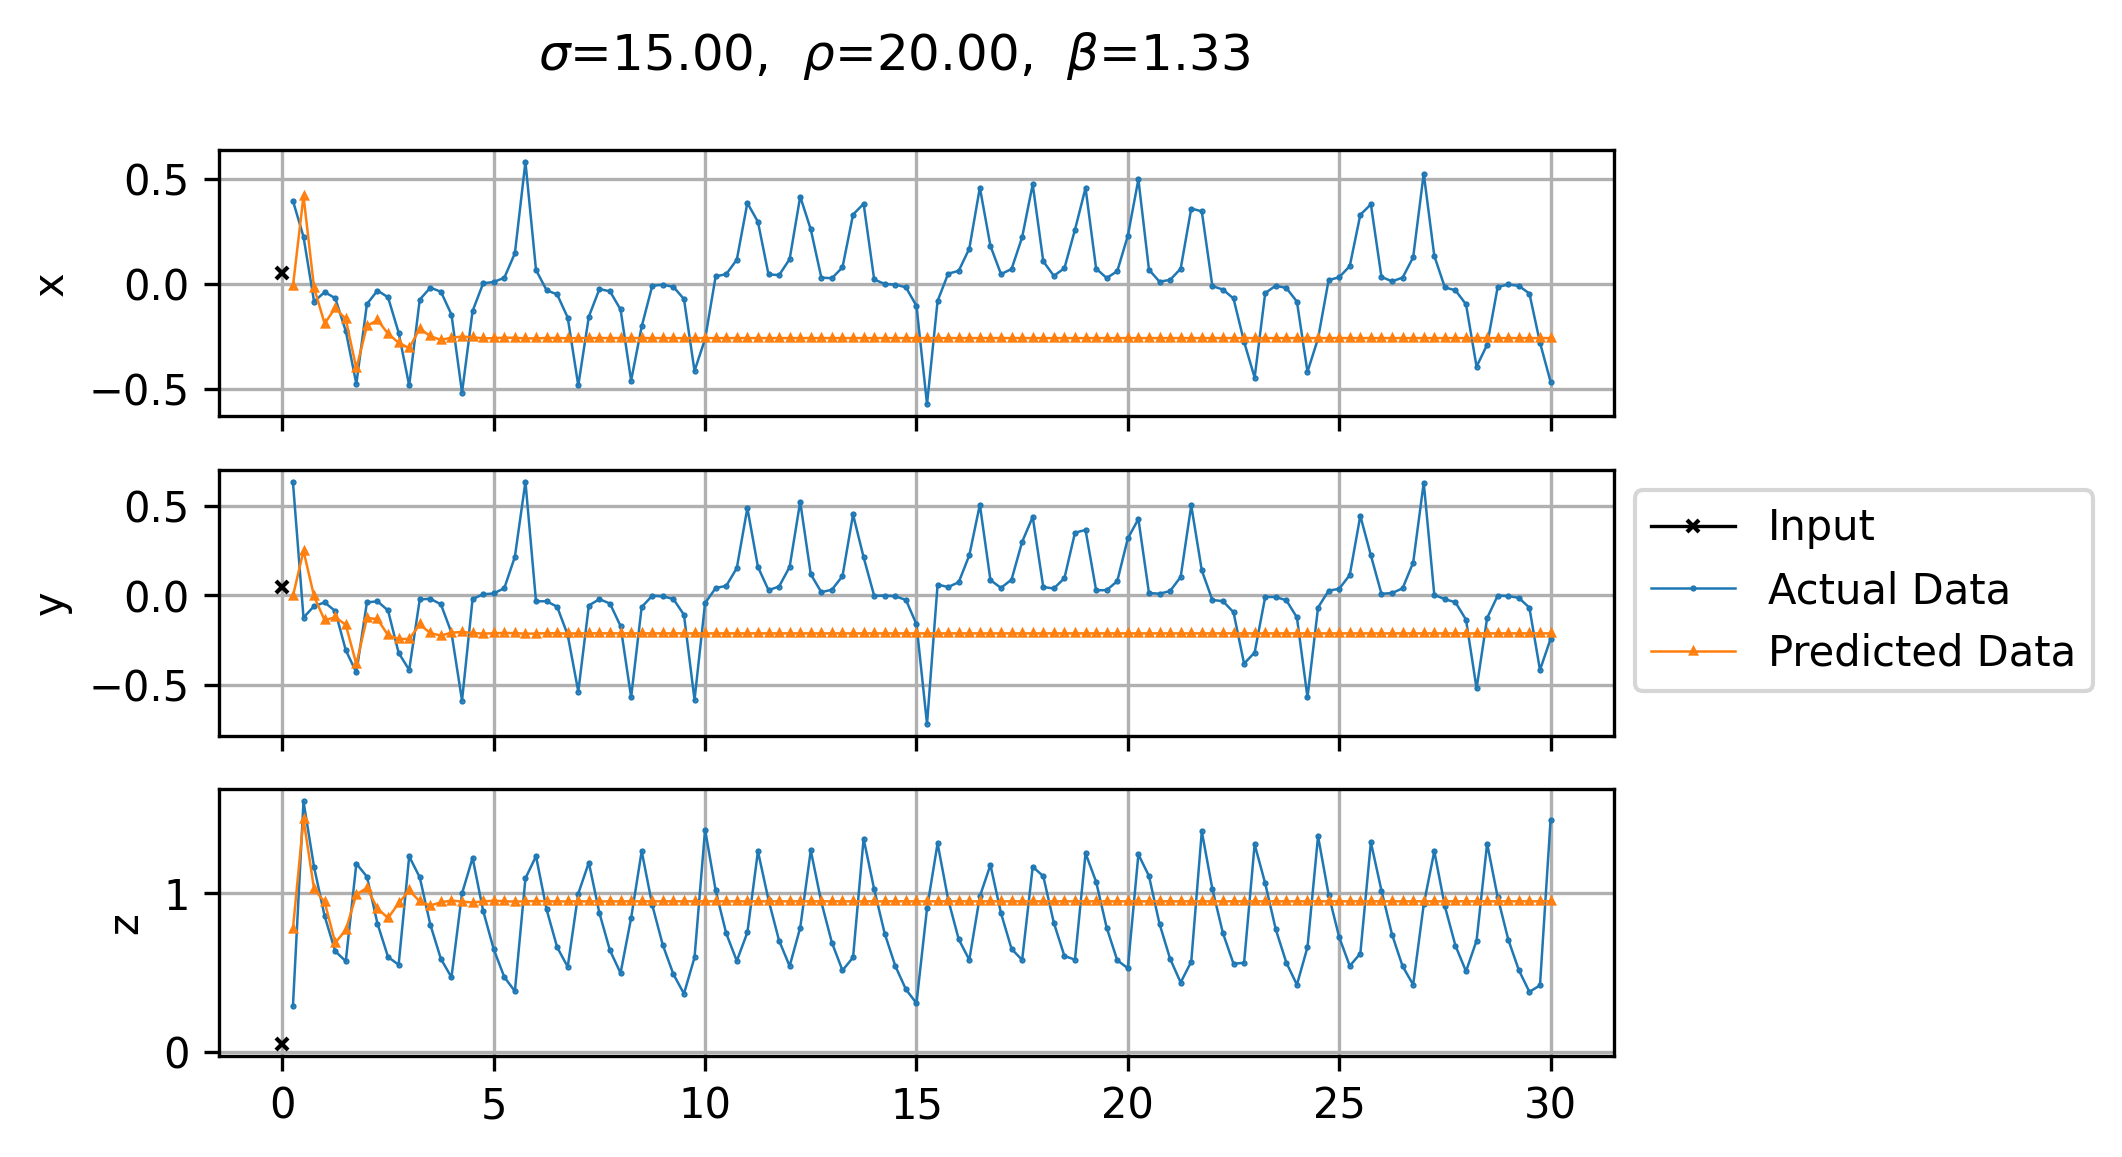 σ=15.00, ρ=20.00, β=1.33
0.5
0.0
−0.5
x
0.5
0.0
−0.5
y
Input
Actual Data
Predicted Data
1
0
z
0 5 10 15 20 25 30